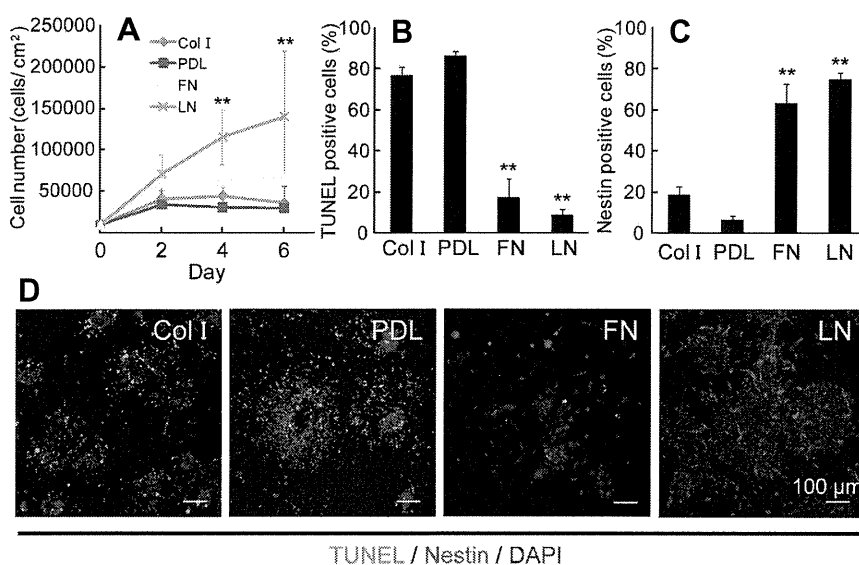 A
B
C
Cell number (cells/ cm²)
250000
200000
150000
100000
50000
0
2
4
6
Day
Col I
PDL
FN
LN
**
**
TUNEL positive cells (%)
100
80
60
40
20
0
Col I
PDL
FN
LN
**
**
Nestin positive cells (%)
100
80
60
40
20
0
Col I
PDL
FN
LN
**
**
D
Col I
PDL
FN
LN
100 μm
TUNEL / Nestin / DAPI